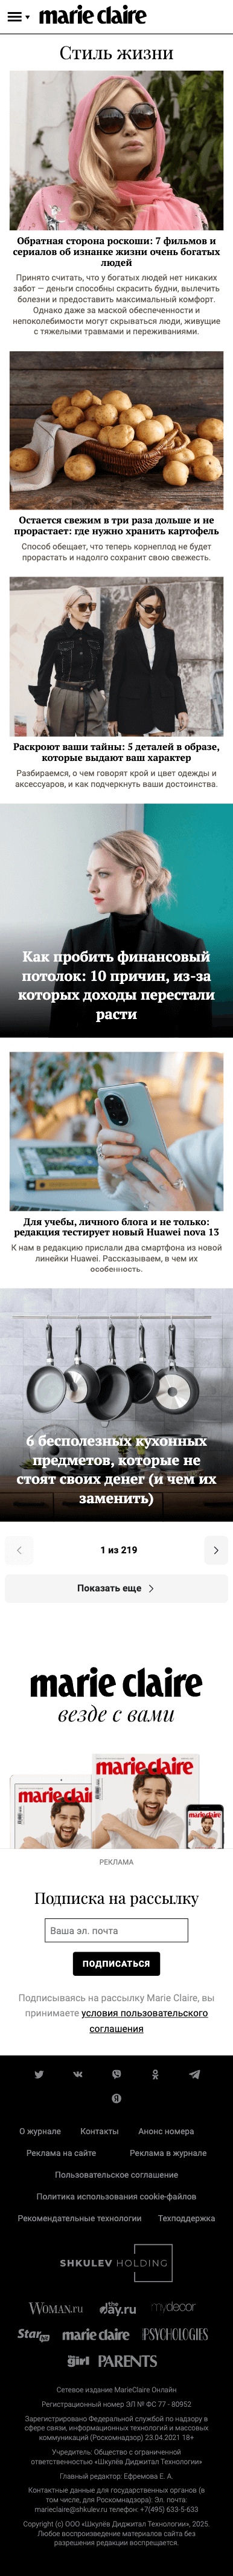 marie claire
Стиль жизни
Обратная сторона роскоши: 7 фильмов и
сериалов об изнанке жизни очень богатых
людей
Принято считать, что у богатых людей нет никаких
забот — деньги способны скрасить будни, вылечить
болезни и предоставить максимальный комфорт.
Однако даже за маской обеспеченности и
непоколебимости могут скрываться люди, живущие
с тяжелыми травмами и переживаниями.
Остается свежим в три раза дольше и не
прорастает: где нужно хранить картофель
Способ обещает, что теперь корнеплод не будет
прорастать и надолго сохранит свою свежесть.
Раскроют ваши тайны: 5 деталей в образе,
которые выдают ваш характер
Разбираемся, о чем говорят крой и цвет одежды и
аксессуаров, и как подчеркнуть ваши достоинства.
Как пробить финансовый
потолок: 10 причин, из-за
которых доходы перестали
расти
Для учебы, личного блога и не только:
редакция тестирует новый Huawei nova 13
К нам в редакцию прислали два смартфона из новой
линейки Huawei. Рассказываем, в чем их
особенность.
6 бесполезных кухонных
предметов, которые не
стоят своих денег (и чем их
заменить)
1 из 219
Показать еще
marie claire
везде с вами
marie claire
marie claire
marie claire
РЕКЛАМА
Подписка на рассылку
Ваша эл. почта
ПОДПИСАТЬСЯ
Подписываясь на рассылку Marie Claire, вы
принимаете условия пользовательского
соглашения
О журнале Контакты Анонс номера
Реклама на сайте Реклама в журнале
Пользовательское соглашение
Политика использования cookie-файлов
Рекомендательные технологии Техподдержка
SHKULEV HOLDING
WOMAN.RU the day.ru mydecor
StarHit marie claire PSYCHOLOGIES
girl PARENTS
Сетевое издание MarieClaire Онлайн
Регистрационный номер ЭЛ № ФС 77 - 80952
Зарегистрировано Федеральной службой по надзору в
сфере связи, информационных технологий и массовых
коммуникаций (Роскомнадзор) 23.04.2021 18+
Учредитель: Общество с ограниченной
ответственностью «Шкулёв Диджитал Технологии»
Главный редактор: Ефремова Е. А.
Контактные данные для государственных органов (в
том числе, для Роскомнадзора): Эл. почта:
marieclaire@shkulev.ru телефон: +7(495) 633-5-633
Copyright (с) ООО «Шкулёв Диджитал Технологии», 2025.
Любое воспроизведение материалов сайта без
разрешения редакции воспрещается.